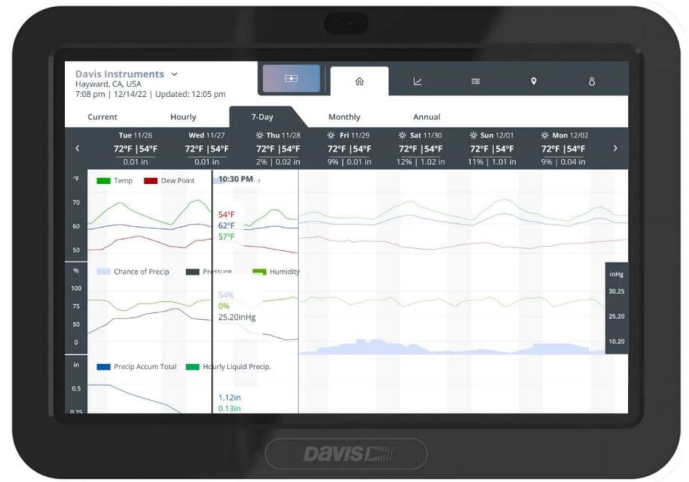 Davis Instruments
Hayward, CA, USA
7:08 pm | 12/14/22 | Updated: 12:05 pm
Current Hourly 7-Day Monthly Annual
Tue 11/26 Wed 11/27 Thu 11/28 Fri 11/29 Sat 11/30 Sun 12/01 Mon 12/02
72°F | 54°F 72°F | 54°F 72°F | 54°F 72°F | 54°F 72°F | 54°F 72°F | 54°F 72°F | 54°F
0.01 in 0.01 in 2% | 0.02 in 9% | 0.01 in 12% | 1.02 in 11% | 1.01 in 9% | 0.04 in
°F Temp Dew Point 10:30 PM
70
54°F
60 62°F
57°F
50
% Chance of Precip Pressure Humidity inHg
100 30.25
54%
75 0%
25.20inHg 25.20
50
0 10.20
in Precip Accum Total Hourly Liquid Precip.
0.5
1.12in
0.13in
0.25
DAVIS